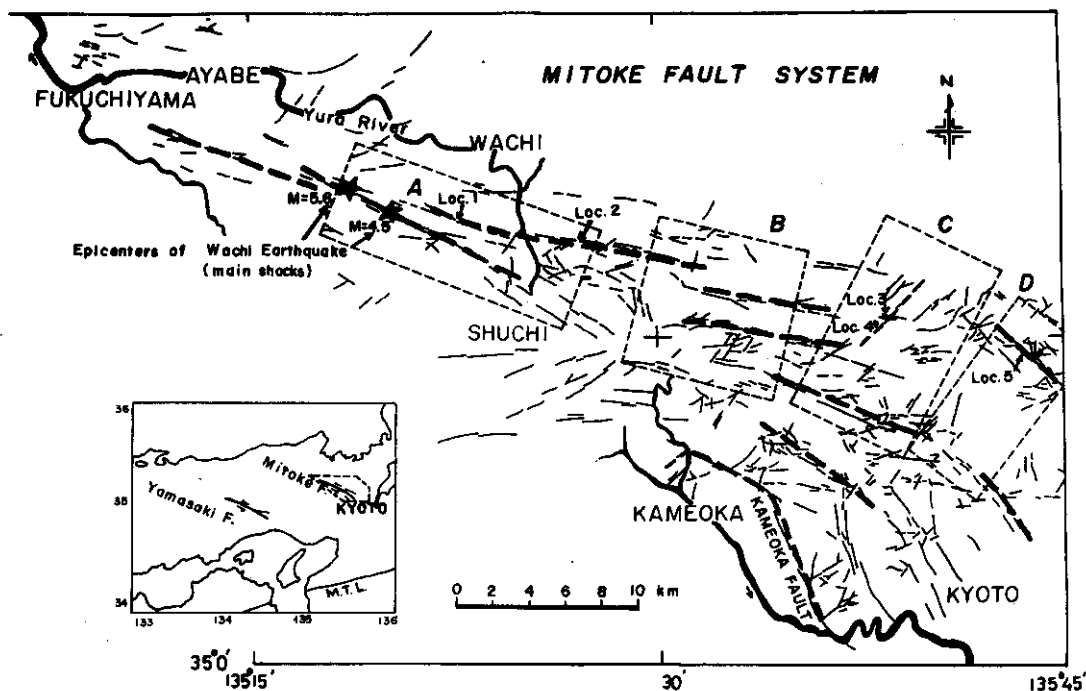 MITOKE FAULT SYSTEM
N
AYABE
FUKUCHIYAMA
Yura River
WACHI
A
Loc. 1
Loc. 2
B
C
D
M=5.6
M=4.5
Epicenters of Wachi Earthquake
(main shocks)
Loc. 3
Loc. 4
Loc. 5
SHUCHI
36
35
34
133
134
135
136
Mitoke F.
KYOTO
Yamasaki F.
M.T.L.
KAMEOKA
KAMEOKA FAULT
KYOTO
0 2 4 6 8 10 km
35°0'
135°15'
30'
135°45'